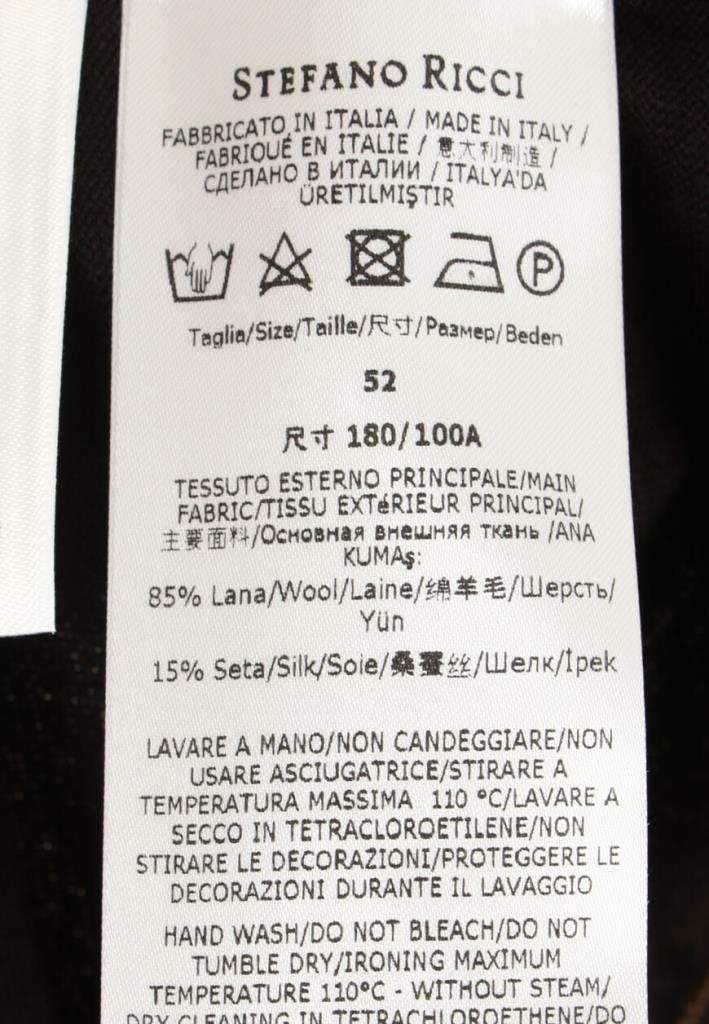 STEFANO RICCI
FABBRICATO IN ITALIA / MADE IN ITALY /
FABRIQUÉ EN ITALIE / 意大利制造 /
СДЕЛАНО В ИТАЛИИ / ITALYA'DA
ÜRETILMIŞTIR
P
Taglia/Size/Taille/尺寸/Размер/Beden
52
尺寸 180/100A
TESSUTO ESTERNO PRINCIPALE/MAIN
FABRIC/TISSU EXTéRIEUR PRINCIPAL/
主要面料/Основная внешняя ткань /ANA
KUMAş:
85% Lana/Wool/Laine/绵羊毛/Шерсть/
Yün
15% Seta/Silk/Soie/桑蚕丝/Шелк/İpek
LAVARE A MANO/NON CANDEGGIARE/NON
USARE ASCIUGATRICE/STIRARE A
TEMPERATURA MASSIMA 110 °C/LAVARE A
SECCO IN TETRACLOROETILENE/NON
STIRARE LE DECORAZIONI/PROTEGGERE LE
DECORAZIONI DURANTE IL LAVAGGIO
HAND WASH/DO NOT BLEACH/DO NOT
TUMBLE DRY/IRONING MAXIMUM
TEMPERATURE 110°C - WITHOUT STEAM/
DRY CLEANING IN TETRACHLOROETHENE/DO